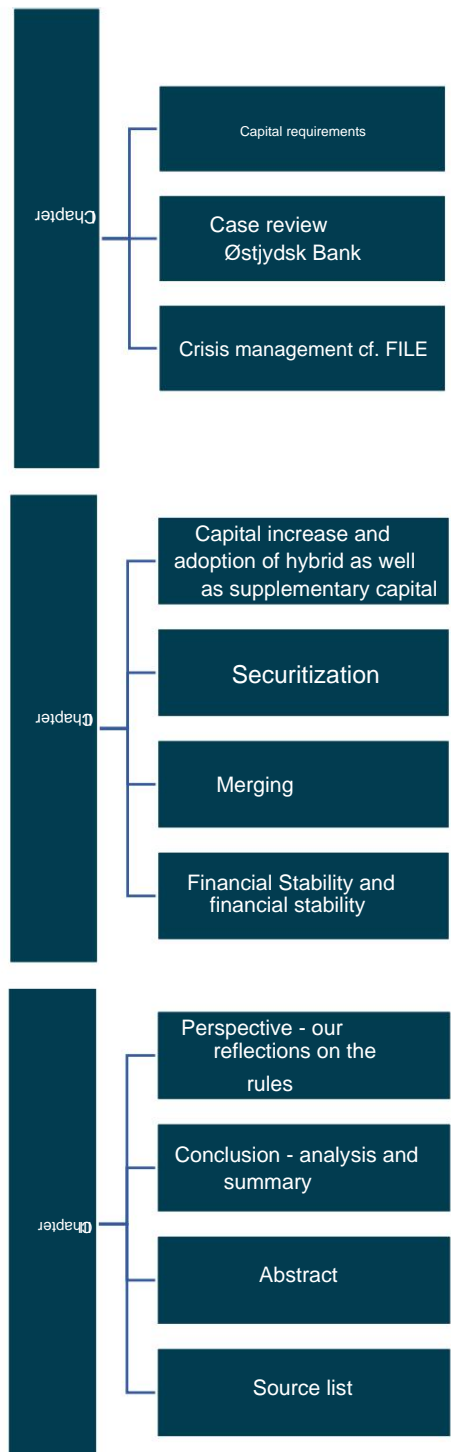 Chapter
Capital requirements
Case review
Østjydsk Bank
Crisis management cf. FILE
Chapter
Capital increase and
adoption of hybrid as well
as supplementary capital
Securitization
Merging
Financial Stability and
financial stability
Chapter
Perspective - our
reflections on the
rules
Conclusion - analysis and
summary
Abstract
Source list